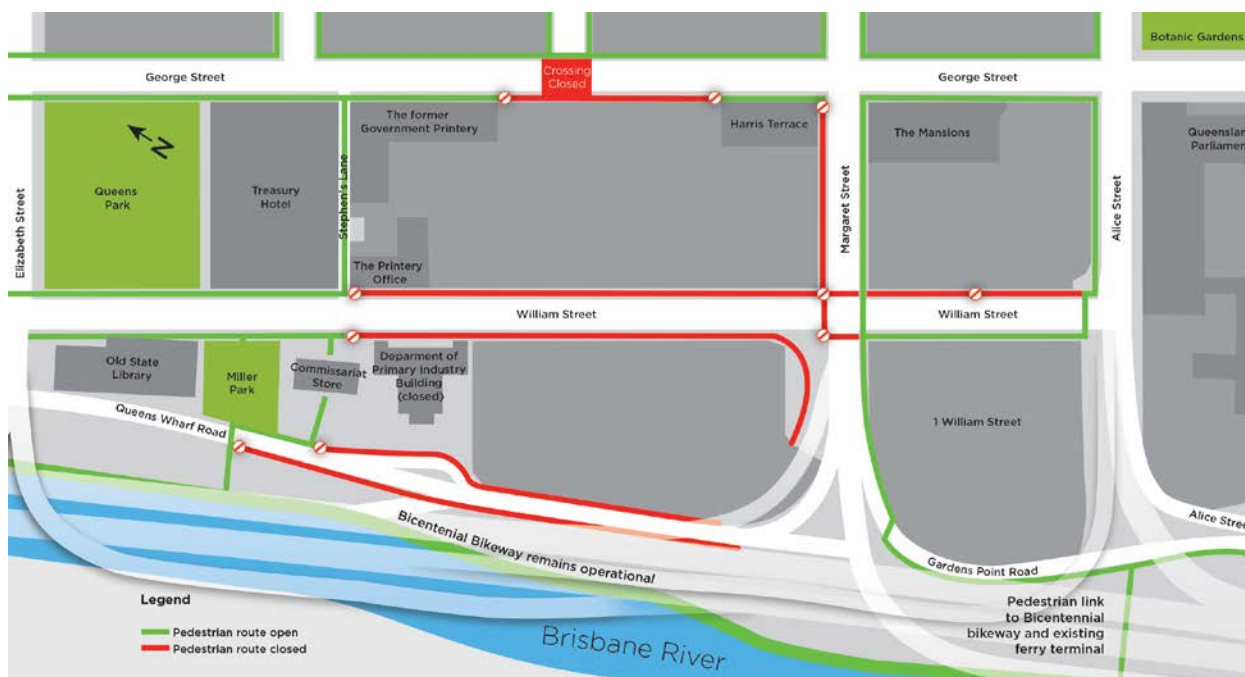 Botanic Gardens
George Street
Crossing
Closed
George Street
The former
Government Printery
Harris Terrace
The Mansions
Queenslan
Parliamen
N
Elizabeth Street
Queens
Park
Treasury
Hotel
Stephen's Lane
Margaret Street
Alice Street
The Printery
Office
William Street
William Street
Old State
Library
Miller
Park
Commissariat
Store
Deparment of
Primary Industry
Building
(closed)
Queens Wharf Road
1 William Street
Alice Stree
Bicentenial Bikeway remains operational
Gardens Point Road
Legend
Pedestrian route open
Pedestrian route closed
Pedestrian link
to Bicentennial
bikeway and existing
ferry terminal
Brisbane River